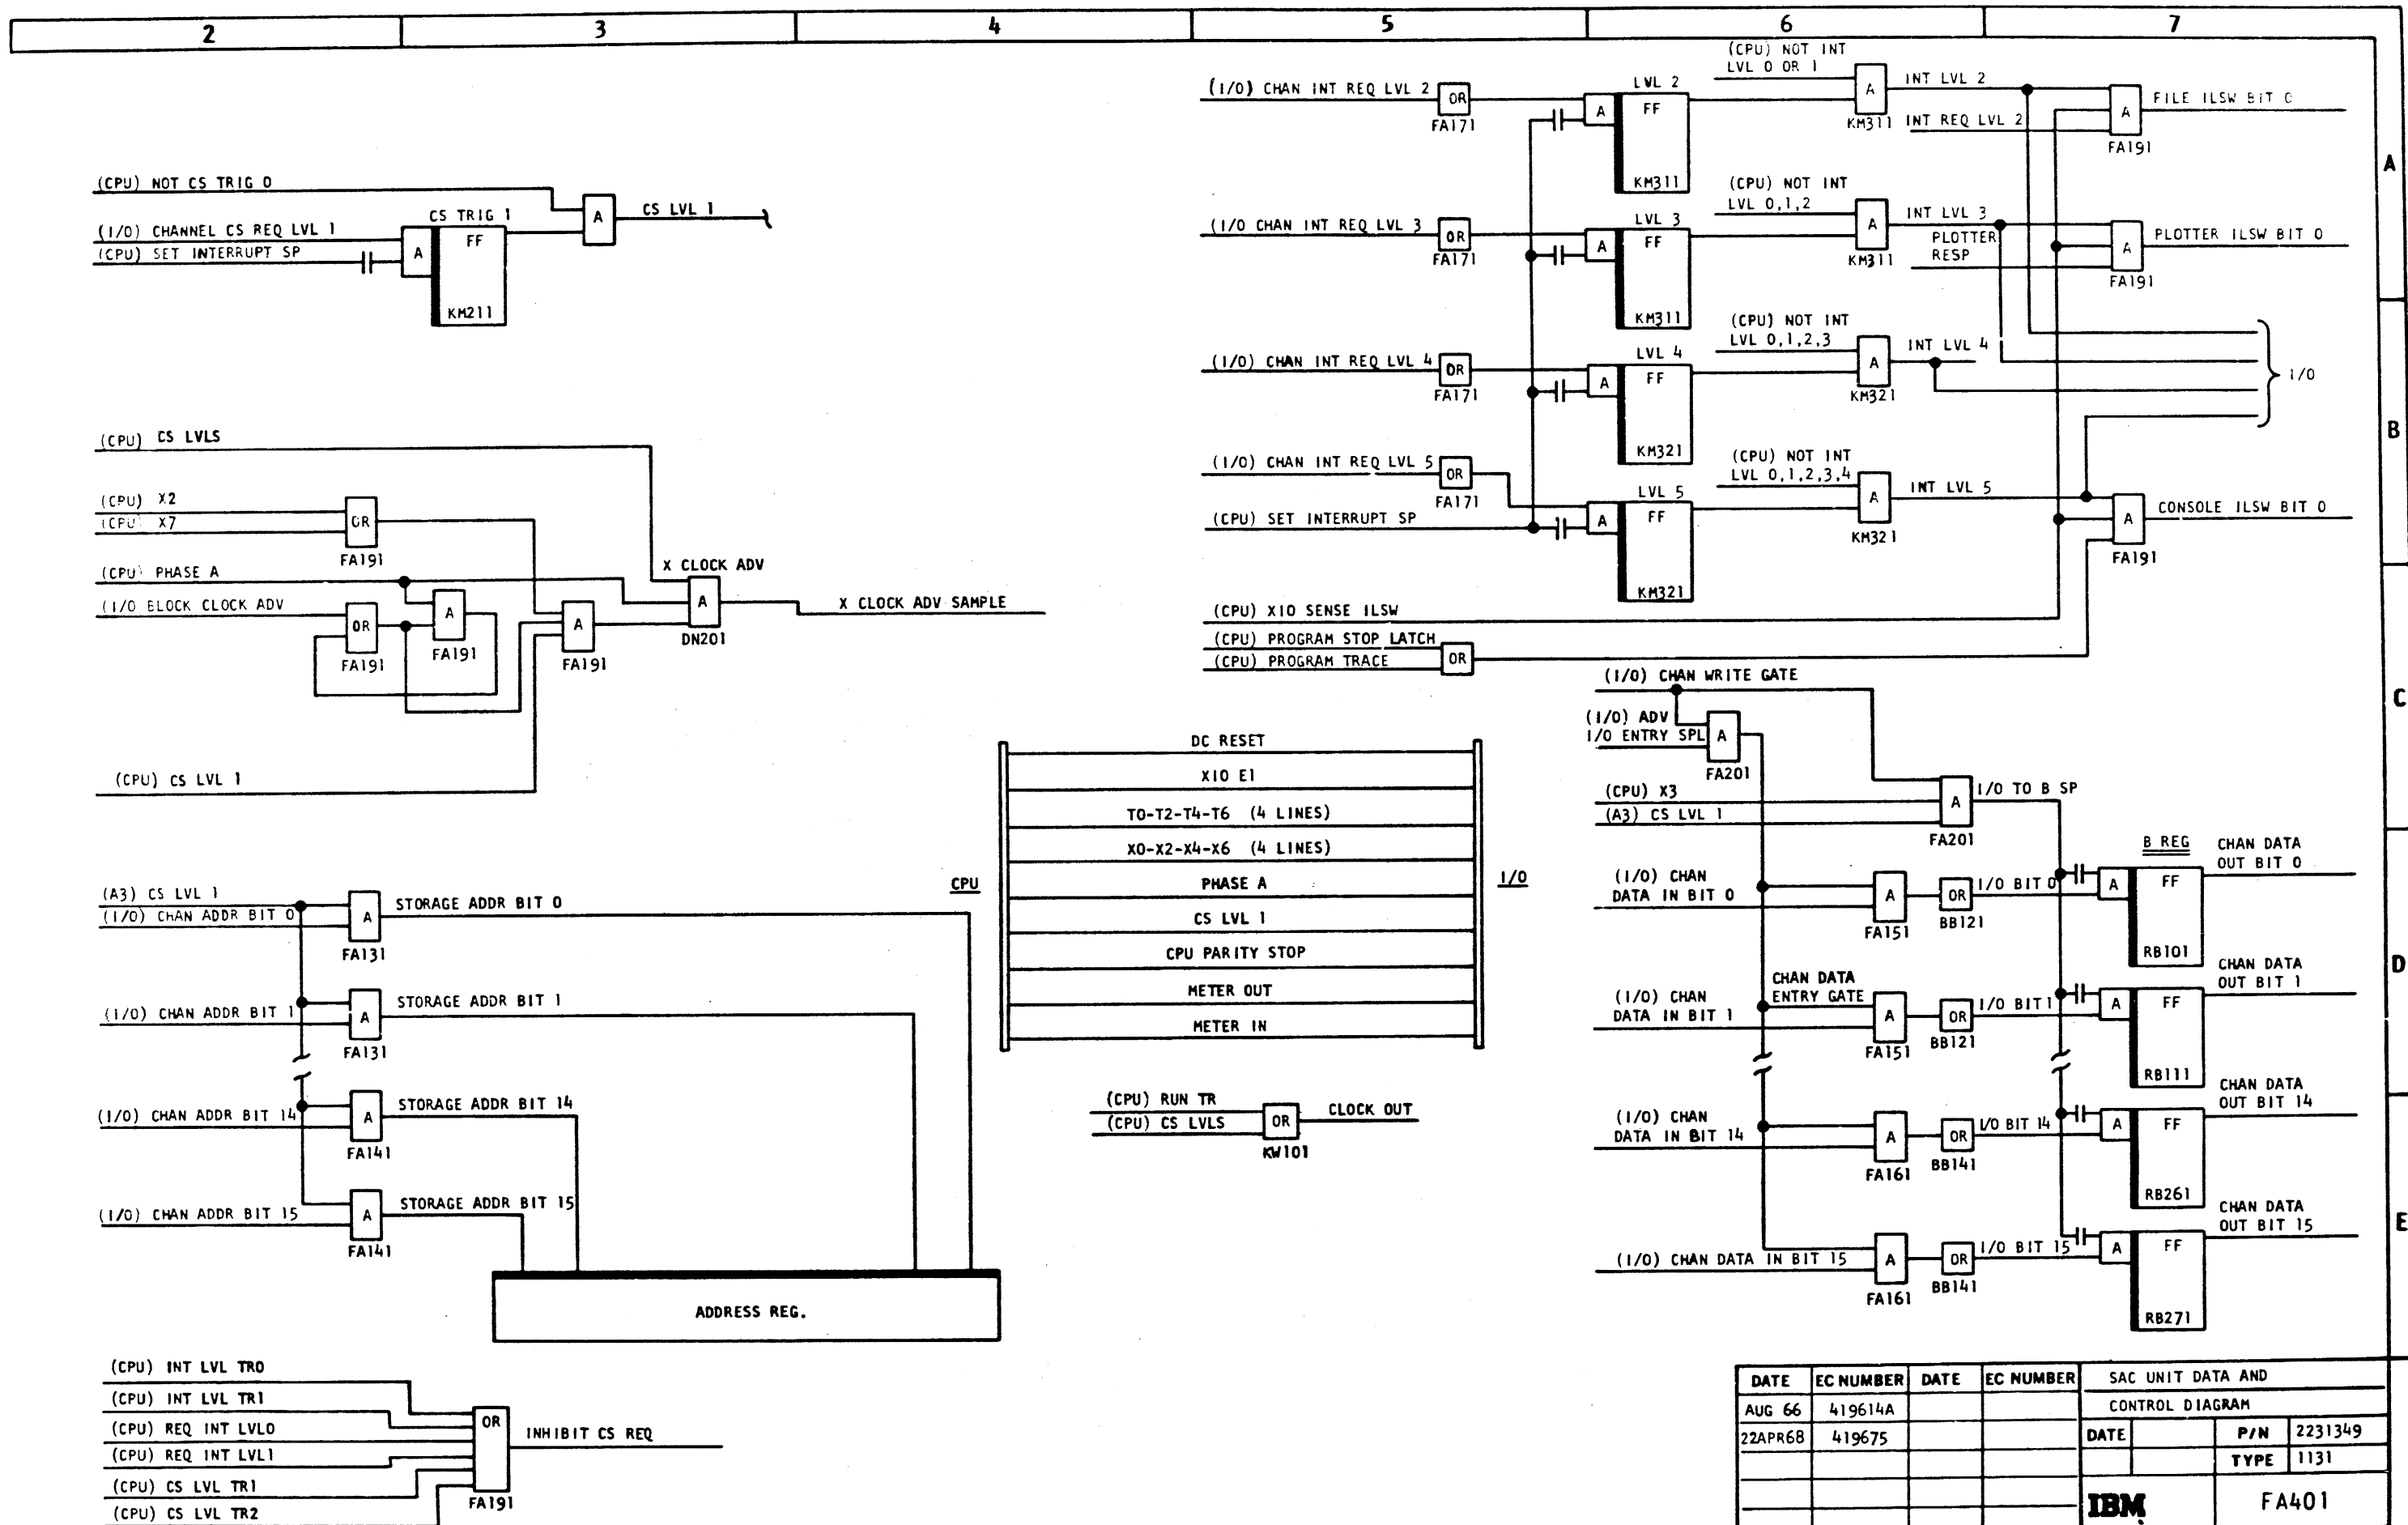 2 3 4 5 6 7
A
B
C
D
E
(CPU) NOT CS TRIG 0
(I/O) CHANNEL CS REQ LVL 1
(CPU) SET INTERRUPT SP
A
CS TRIG 1
FF
KM211
A
CS LVL 1
(CPU) CS LVLS
(CPU) X2
(CPU) X7
OR
FA191
(CPU) PHASE A
(I/O BLOCK CLOCK ADV
OR
FA191
A
FA191
A
FA191
X CLOCK ADV
A
DN201
X CLOCK ADV SAMPLE
(CPU) CS LVL 1
(A3) CS LVL 1
(I/O) CHAN ADDR BIT 0
A
FA131
STORAGE ADDR BIT 0
(I/O) CHAN ADDR BIT 1
A
FA131
STORAGE ADDR BIT 1
(I/O) CHAN ADDR BIT 14
A
FA141
STORAGE ADDR BIT 14
(I/O) CHAN ADDR BIT 15
A
FA141
STORAGE ADDR BIT 15
ADDRESS REG.
(CPU) INT LVL TR0
(CPU) INT LVL TR1
(CPU) REQ INT LVL0
(CPU) REQ INT LVL1
(CPU) CS LVL TR1
(CPU) CS LVL TR2
OR
FA191
INHIBIT CS REQ
CPU
DC RESET
XIO E1
T0-T2-T4-T6 (4 LINES)
X0-X2-X4-X6 (4 LINES)
PHASE A
CS LVL 1
CPU PARITY STOP
METER OUT
METER IN
I/O
(CPU) RUN TR
(CPU) CS LVLS
OR
KW101
CLOCK OUT
(I/O) CHAN INT REQ LVL 2
OR
FA171
A
LVL 2
FF
KM311
(CPU) NOT INT
LVL 0 OR 1
A
KM311
INT LVL 2
INT REQ LVL 2
A
FA191
FILE ILSW BIT 0
(I/O CHAN INT REQ LVL 3
OR
FA171
A
LVL 3
FF
KM311
(CPU) NOT INT
LVL 0,1,2
A
KM311
INT LVL 3
PLOTTER
RESP
A
FA191
PLOTTER ILSW BIT 0
(I/O) CHAN INT REQ LVL 4
OR
FA171
A
LVL 4
FF
KM321
(CPU) NOT INT
LVL 0,1,2,3
A
KM321
INT LVL 4
I/O
(I/O) CHAN INT REQ LVL 5
OR
FA171
(CPU) SET INTERRUPT SP
A
LVL 5
FF
KM321
(CPU) NOT INT
LVL 0,1,2,3,4
A
KM321
INT LVL 5
A
FA191
CONSOLE ILSW BIT 0
(CPU) XIO SENSE ILSW
(CPU) PROGRAM STOP LATCH
(CPU) PROGRAM TRACE
OR
(I/O) CHAN WRITE GATE
(I/O) ADV
I/O ENTRY SPL
A
FA201
(CPU) X3
(A3) CS LVL 1
A
FA201
I/O TO B SP
B REG
(I/O) CHAN
DATA IN BIT 0
A
FA151
OR
BB121
I/O BIT 0
A
FF
RB101
CHAN DATA
OUT BIT 0
(I/O) CHAN
DATA IN BIT 1
CHAN DATA
ENTRY GATE
A
FA151
OR
BB121
I/O BIT 1
A
FF
RB111
CHAN DATA
OUT BIT 1
(I/O) CHAN
DATA IN BIT 14
A
FA161
OR
BB141
I/O BIT 14
A
FF
RB261
CHAN DATA
OUT BIT 14
(I/O) CHAN DATA IN BIT 15
A
FA161
OR
BB141
I/O BIT 15
A
FF
RB271
CHAN DATA
OUT BIT 15
DATE EC NUMBER DATE EC NUMBER
AUG 66 419614A
22APR68 419675
SAC UNIT DATA AND
CONTROL DIAGRAM
DATE P/N 2231349
TYPE 1131
IBM FA401